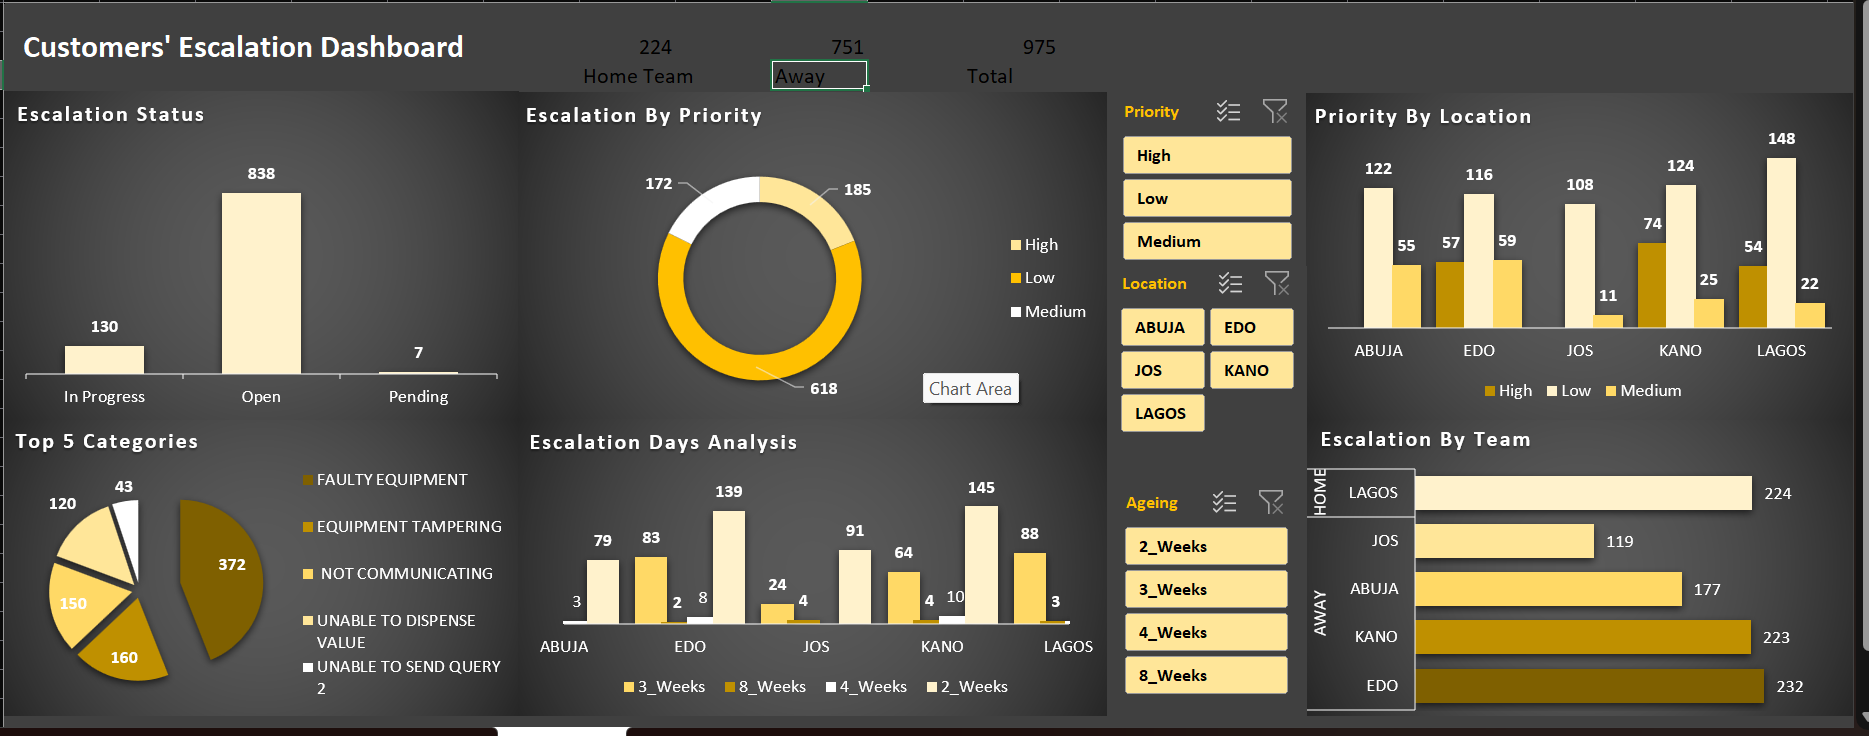 Customers' Escalation Dashboard
224 751 975
Home Team Away Total
Escalation Status
838
130
7
In Progress Open Pending
Escalation By Priority
172
185
618
High
Low
Medium
Chart Area
Priority
High
Low
Medium
Location
ABUJA EDO
JOS KANO
LAGOS
Priority By Location
122 55
57 116 59
108 11
74 124 25
54 148 22
ABUJA EDO JOS KANO LAGOS
High Low Medium
Top 5 Categories
43
120
372
150
160
FAULTY EQUIPMENT
EQUIPMENT TAMPERING
NOT COMMUNICATING
UNABLE TO DISPENSE
VALUE
UNABLE TO SEND QUERY
2
Escalation Days Analysis
3 79
83 2 8 139
24 4 91
64 4 10 145
88 3
ABUJA EDO JOS KANO LAGOS
3_Weeks 8_Weeks 4_Weeks 2_Weeks
Ageing
2_Weeks
3_Weeks
4_Weeks
8_Weeks
Escalation By Team
HOME
LAGOS 224
AWAY
JOS 119
ABUJA 177
KANO 223
EDO 232